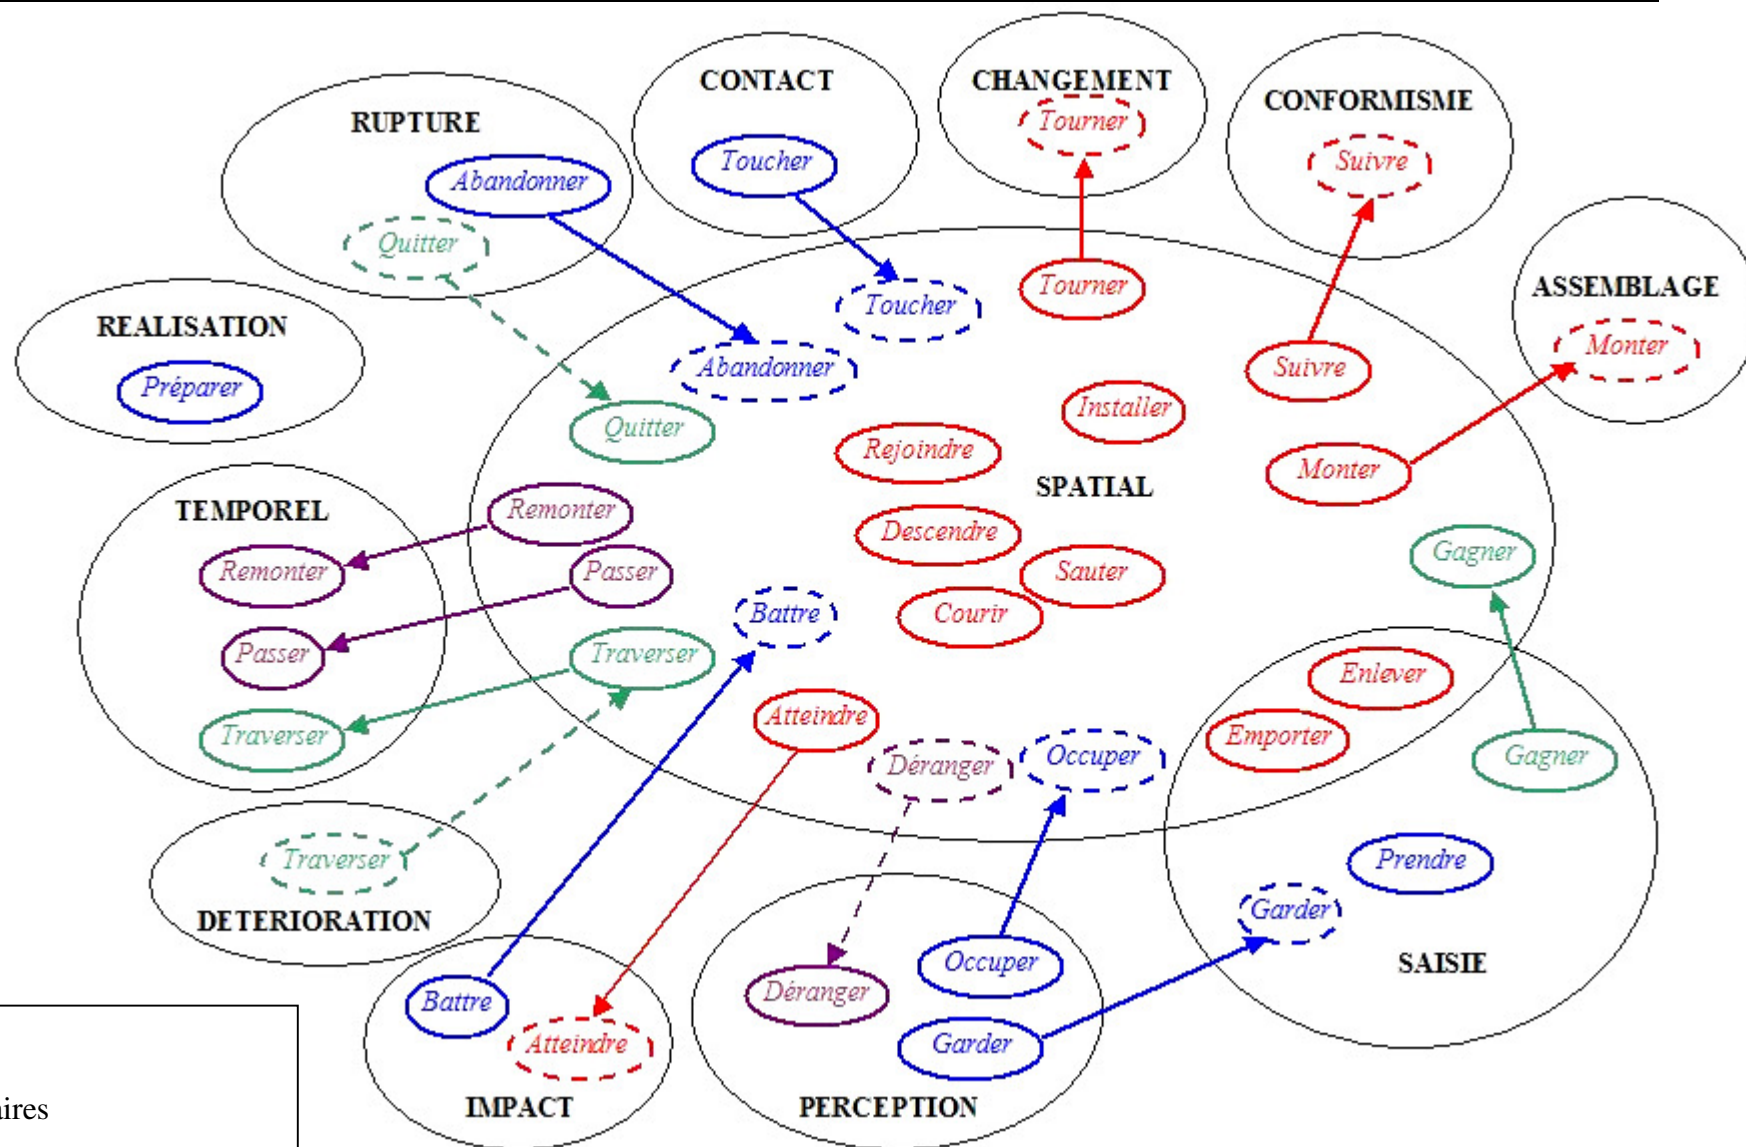 CONTACT
CHANGEMENT
CONFORMISME
RUPTURE
Tourner
Suivre
Toucher
Abandonner
Quitter
ASSEMBLAGE
Tourner
Toucher
REALISATION
Monter
Préparer
Abandonner
Suivre
Installer
Quitter
Rejoindre
Monter
SPATIAL
TEMPOREL
Remonter
Descendre
Gagner
Remonter
Passer
Sauter
Battre
Courir
Passer
Traverser
Enlever
Atteindre
Traverser
Emporter
Déranger
Occuper
Gagner
Traverser
Prendre
DETERIORATION
Garder
Occuper
SAISIE
Battre
Déranger
Atteindre
Garder
IMPACT
PERCEPTION
aires